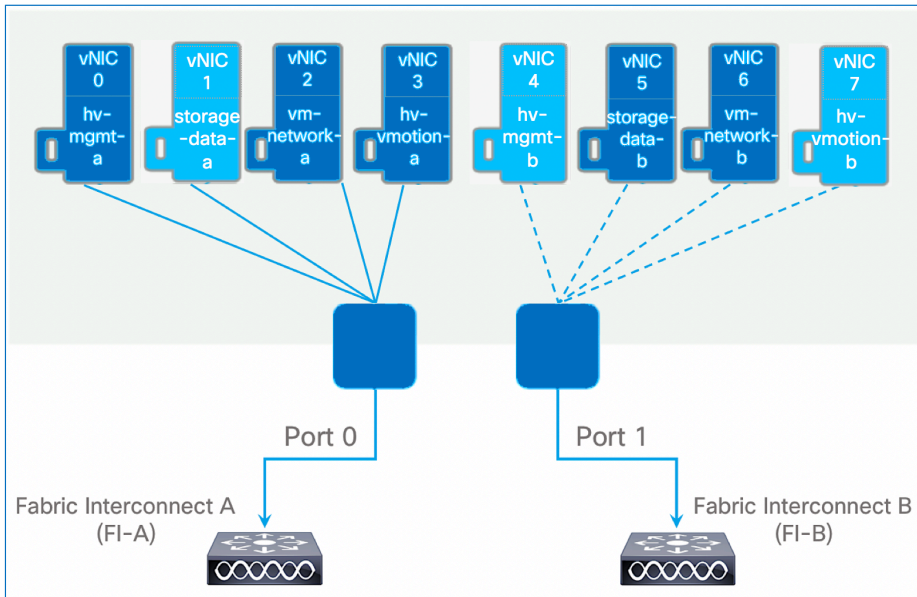 vNIC
0
hv-
mgmt-
a
vNIC
1
storage
-data-
a
vNIC
2
vm-
network-
a
vNIC
3
hv-
vmotion-
a
vNIC
4
hv-
mgmt-
b
vNIC
5
storage-
data-
b
vNIC
6
vm-
network-
b
vNIC
7
hv-
vmotion-
b
Port 0
Port 1
Fabric Interconnect A
(FI-A)
Fabric Interconnect B
(FI-B)